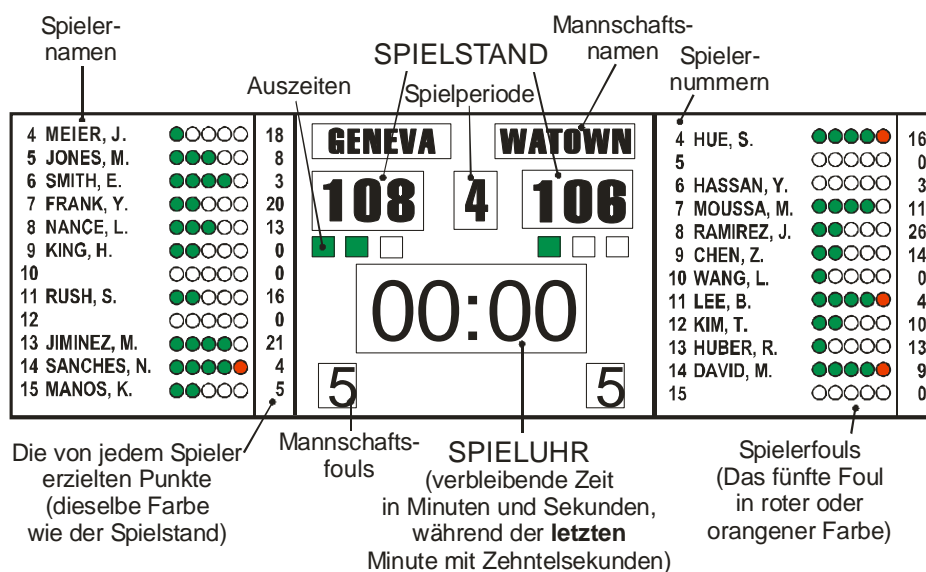 Spieler-
namen
Auszeiten
SPIELSTAND
Spielperiode
Mannschafts-
namen
Spieler-
nummern
4 MEIER, J. 18
5 JONES, M. 8
6 SMITH, E. 3
7 FRANK, Y. 20
8 NANCE, L. 13
9 KING, H. 0
10 0
11 RUSH, S. 16
12 0
13 JIMINEZ, M. 21
14 SANCHES, N. 4
15 MANOS, K. 5
GENEVA WATOWN
108 4 106
00:00
5 5
4 HUE, S. 16
5 0
6 HASSAN, Y. 3
7 MOUSSA, M. 11
8 RAMIREZ, J. 26
9 CHEN, Z. 14
10 WANG, L. 0
11 LEE, B. 4
12 KIM, T. 10
13 HUBER, R. 13
14 DAVID, M. 9
15 0
Die von jedem Spieler
erzielten Punkte
(dieselbe Farbe
wie der Spielstand)
Mannschafts-
fouls
SPIELUHR
(verbleibende Zeit
in Minuten und Sekunden,
während der letzten
Minute mit Zehntelsekunden)
Spielerfouls
(Das fünfte Foul
in roter oder
orangener Farbe)